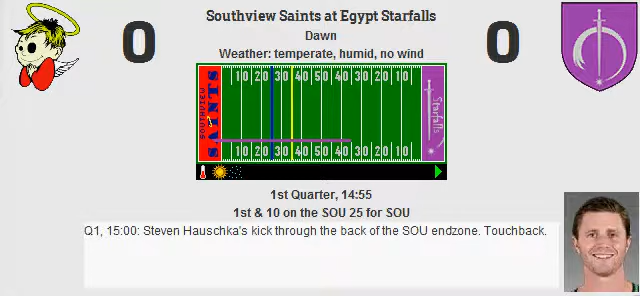 Southview Saints at Egypt Starfalls
0
0
Dawn
Weather: temperate, humid, no wind
10 20 30 40 50 40 30 20 10
SOUTHVIEW
SAINTS
Starfalls
10 20 30 40 50 40 30 20 10
1st Quarter, 14:55
1st & 10 on the SOU 25 for SOU
Q1, 15:00: Steven Hauschka's kick through the back of the SOU endzone. Touchback.